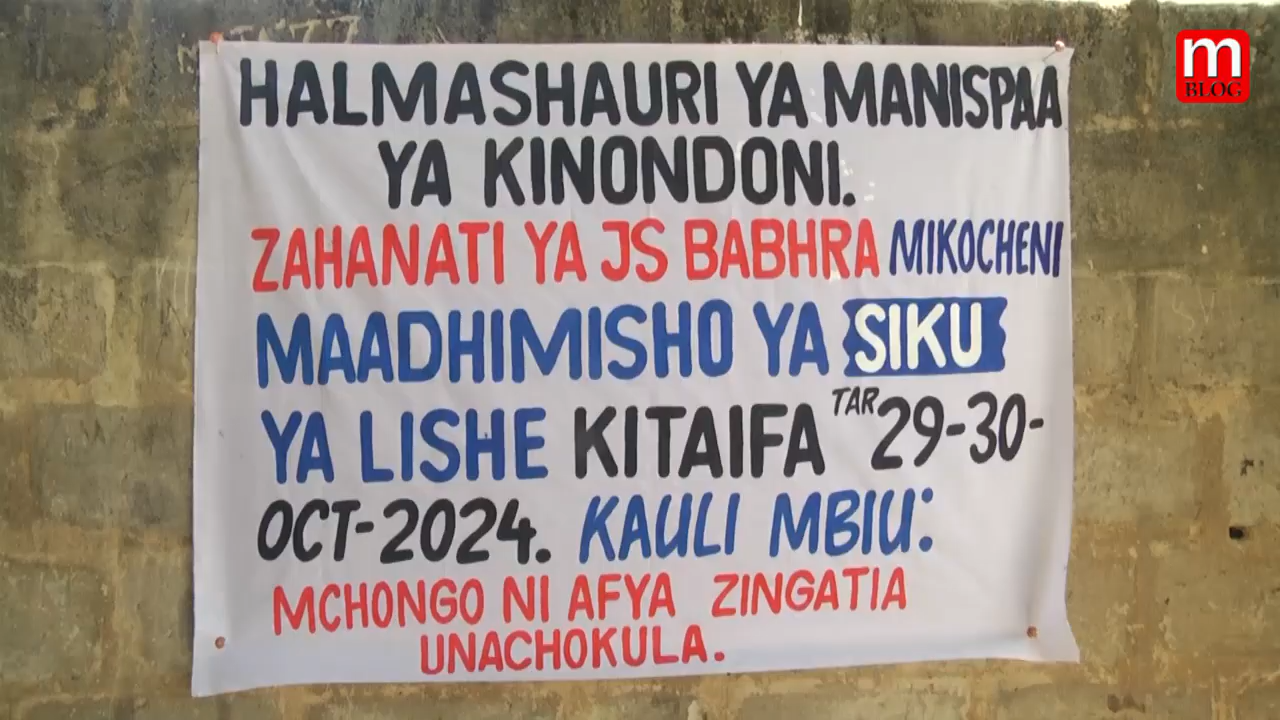 HALMASHAURI YA MANISPAA
YA KINONDONI.
ZAHANATI YA JS BABHRA MIKOCHENI
MAADHIMISHO YA SIKU
YA LISHE KITAIFA TAR 29-30-
OCT-2024. KAULI MBIU:
MCHONGO NI AFYA ZINGATIA
UNACHOKULA.
m
BLOG